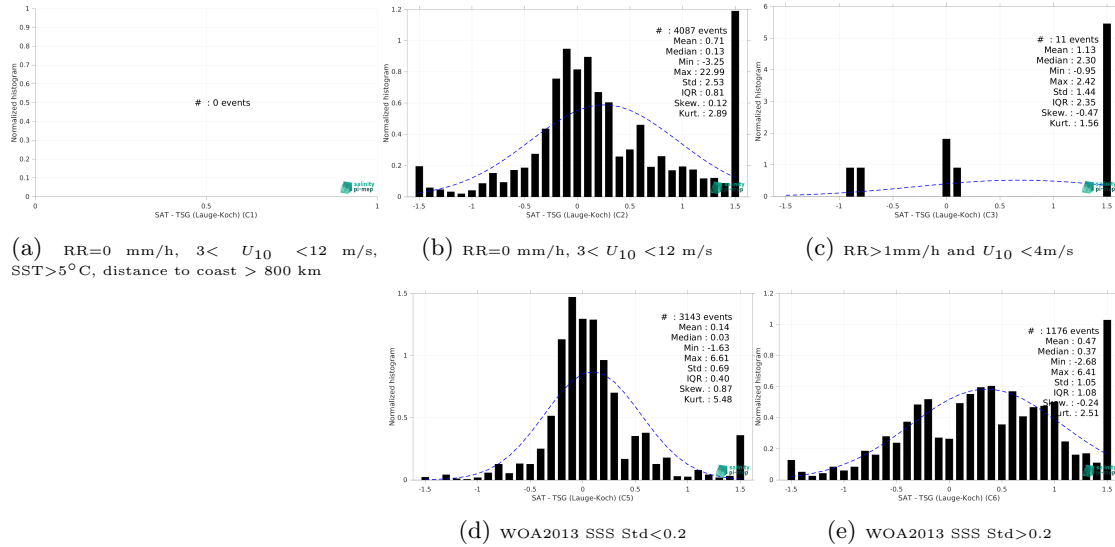 1
0.9
0.8
0.7
0.6
0.5
0.4
0.3
0.2
0.1
0
Normalized histogram
# : 0 events
salinity
pi-mep
0 0.5 1
SAT - TSG (Lauge-Koch) (C1)
(a) RR=0 mm/h, 3< U10 <12 m/s,
SST>5°C, distance to coast > 800 km
1.2
1
0.8
0.6
0.4
0.2
0
Normalized histogram
# : 4087 events
Mean : 0.71
Median : 0.13
Min : -3.25
Max : 22.99
Std : 2.53
IQR : 0.81
Skew. : 0.12
Kurt. : 2.89
salinity
pi-mep
-1.5 -1 -0.5 0 0.5 1 1.5
SAT - TSG (Lauge-Koch) (C2)
(b) RR=0 mm/h, 3< U10 <12 m/s
6
5
4
3
2
1
0
Normalized histogram
# : 11 events
Mean : 1.13
Median : 2.30
Min : -0.95
Max : 2.42
Std : 1.44
IQR : 2.35
Skew. : -0.47
Kurt. : 1.56
salinity
pi-mep
-1.5 -1 -0.5 0 0.5 1 1.5
SAT - TSG (Lauge-Koch) (C3)
(c) RR>1mm/h and U10 <4m/s
1.5
1
0.5
0
Normalized histogram
# : 3143 events
Mean : 0.14
Median : 0.03
Min : -1.63
Max : 6.61
Std : 0.69
IQR : 0.40
Skew. : 0.87
Kurt. : 5.48
salinity
pi-mep
-1.5 -1 -0.5 0 0.5 1 1.5
SAT - TSG (Lauge-Koch) (C5)
(d) WOA2013 SSS Std<0.2
1.2
1
0.8
0.6
0.4
0.2
0
Normalized histogram
# : 1176 events
Mean : 0.47
Median : 0.37
Min : -2.68
Max : 6.41
Std : 1.05
IQR : 1.08
Skew. : -0.24
Kurt. : 2.51
salinity
pi-mep
-1.5 -1 -0.5 0 0.5 1 1.5
SAT - TSG (Lauge-Koch) (C6)
(e) WOA2013 SSS Std>0.2